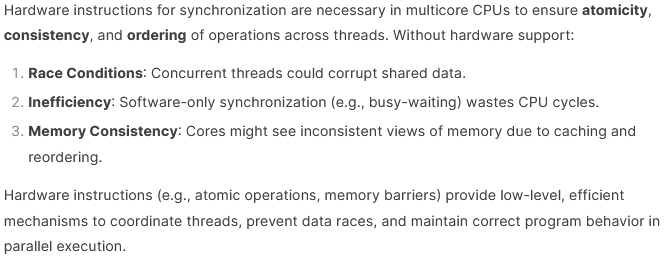 Hardware instructions for synchronization are necessary in multicore CPUs to ensure atomicity,
consistency, and ordering of operations across threads. Without hardware support:
1. Race Conditions: Concurrent threads could corrupt shared data.
2. Inefficiency: Software-only synchronization (e.g., busy-waiting) wastes CPU cycles.
3. Memory Consistency: Cores might see inconsistent views of memory due to caching and
reordering.
Hardware instructions (e.g., atomic operations, memory barriers) provide low-level, efficient
mechanisms to coordinate threads, prevent data races, and maintain correct program behavior in
parallel execution.